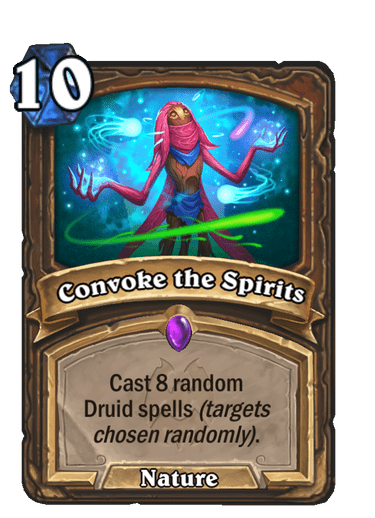 10
Convoke the Spirits
Cast 8 random
Druid spells (targets
chosen randomly).
Nature